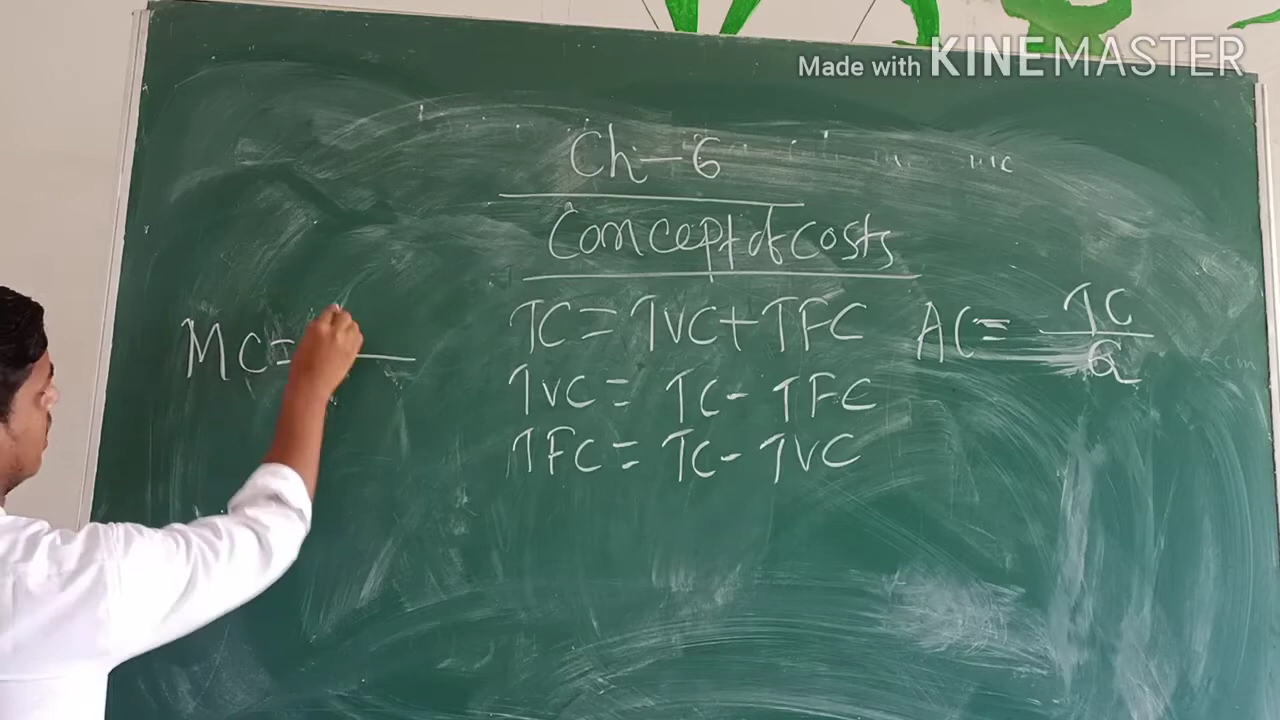 Made with KINEMASTER
Ch-6
Concept of costs
TC = TVC + TFC
TVC = TC - TFC
TFC = TC - TVC
AC = TC
Q
MC =